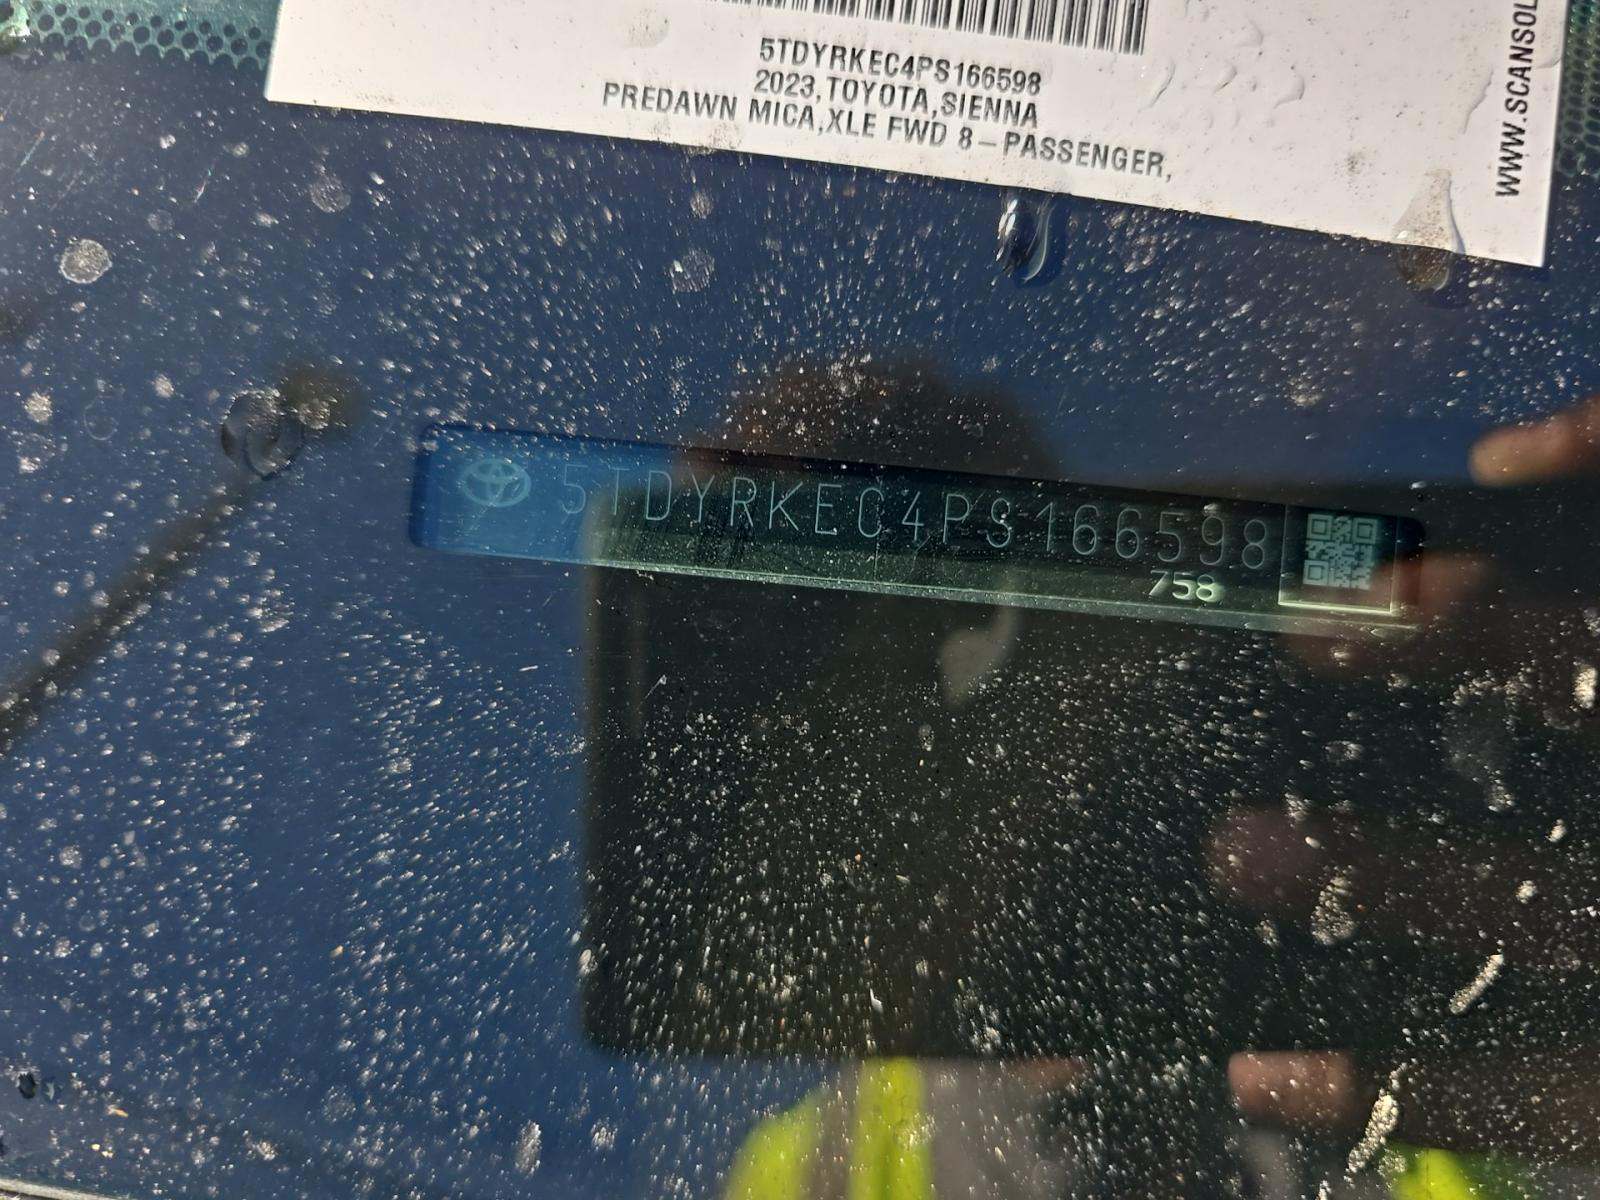 5TDYRKEC4PS166598
2023,TOYOTA,SIENNA
PREDAWN MICA,XLE FWD 8-PASSENGER,
WWW.SCANSOL
5TDYRKEC4PS166598
758